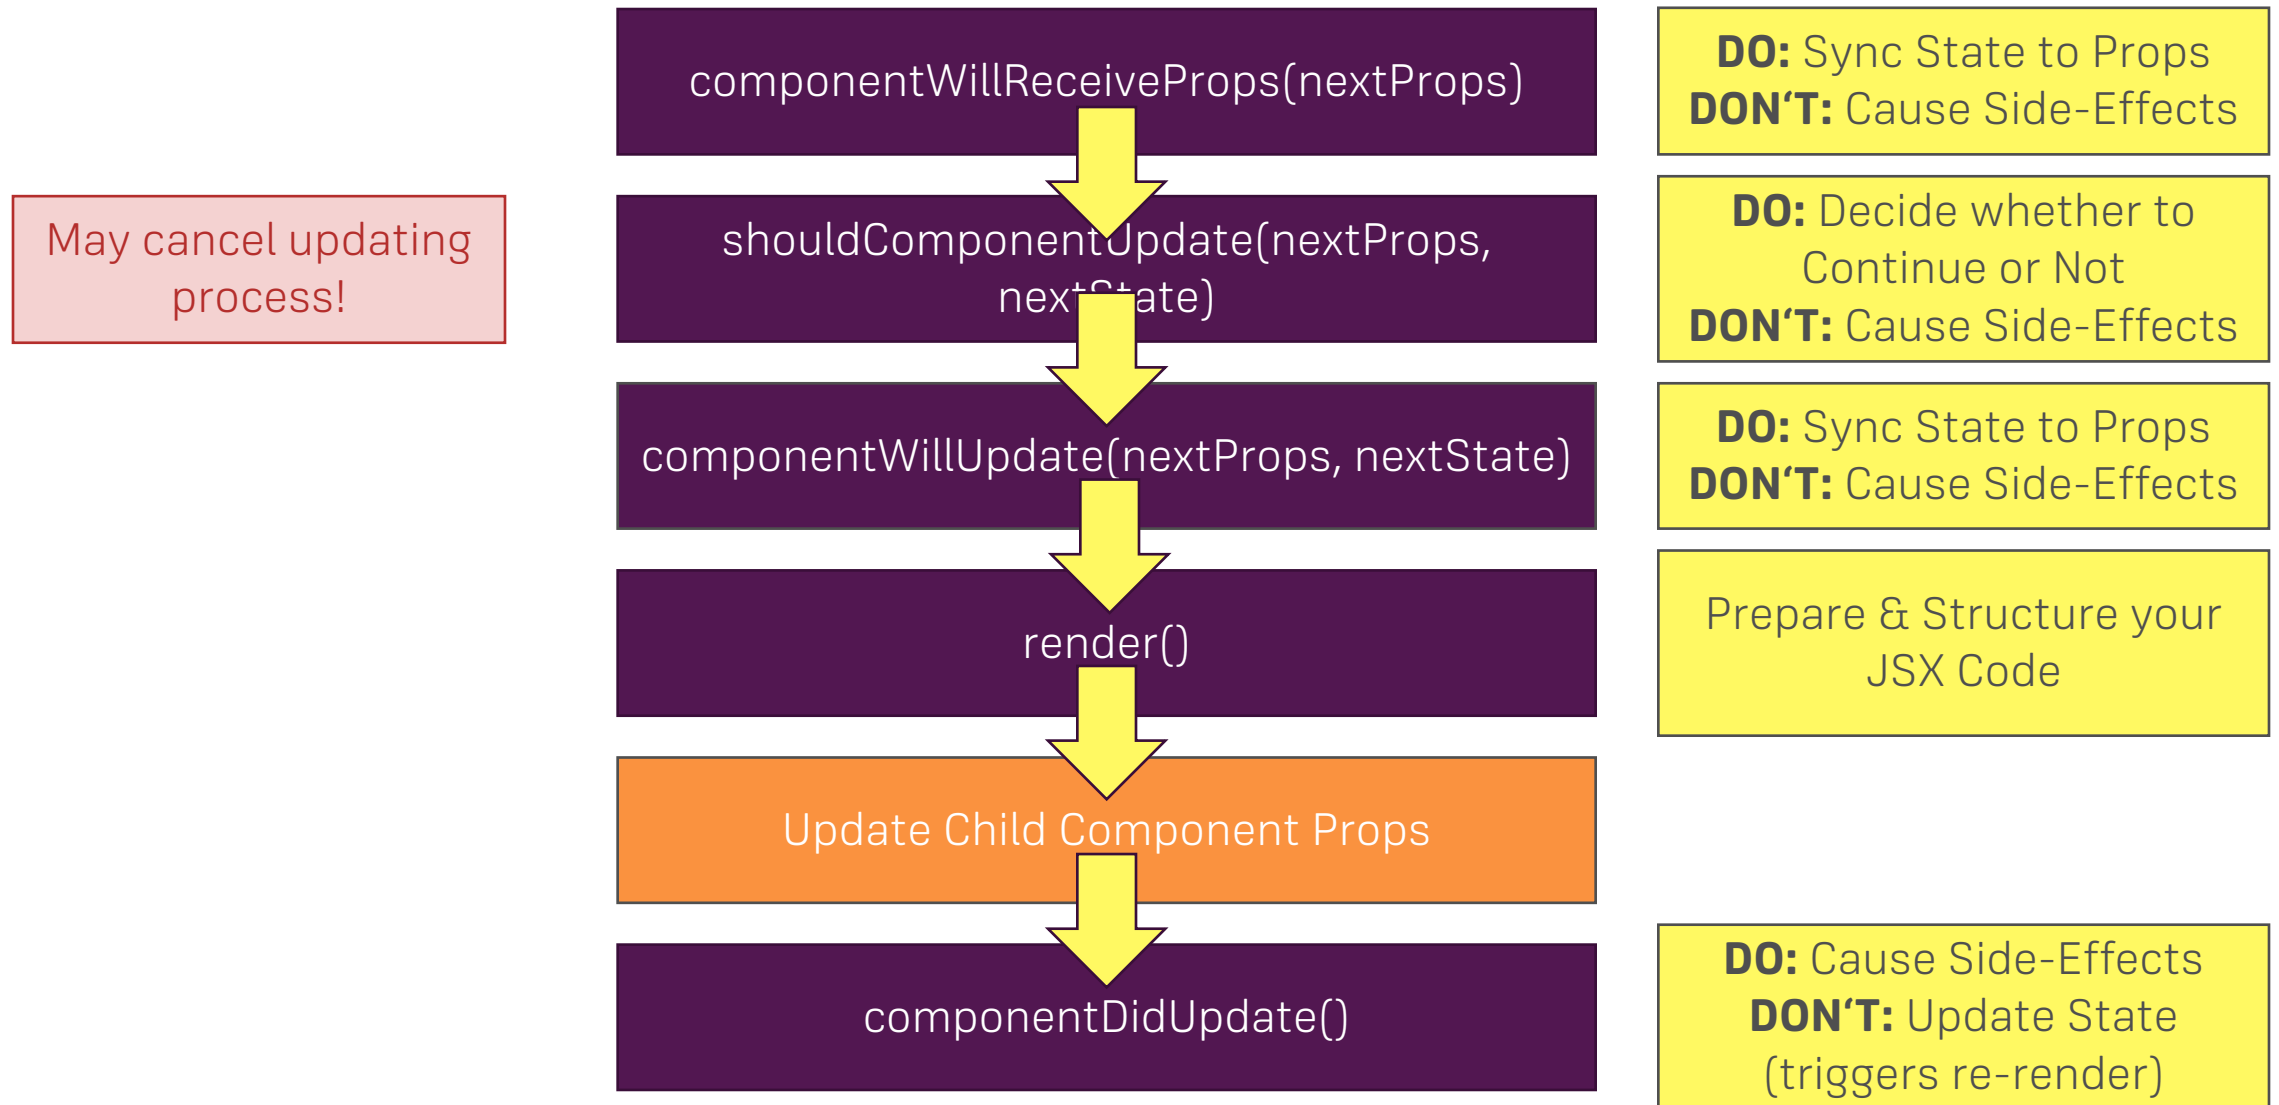 componentWillReceiveProps(nextProps)
DO: Sync State to Props
DON‘T: Cause Side-Effects
May cancel updating
process!
shouldComponentUpdate(nextProps,
nextState)
DO: Decide whether to
Continue or Not
DON‘T: Cause Side-Effects
componentWillUpdate(nextProps, nextState)
DO: Sync State to Props
DON‘T: Cause Side-Effects
render()
Prepare & Structure your
JSX Code
Update Child Component Props
componentDidUpdate()
DO: Cause Side-Effects
DON‘T: Update State
(triggers re-render)